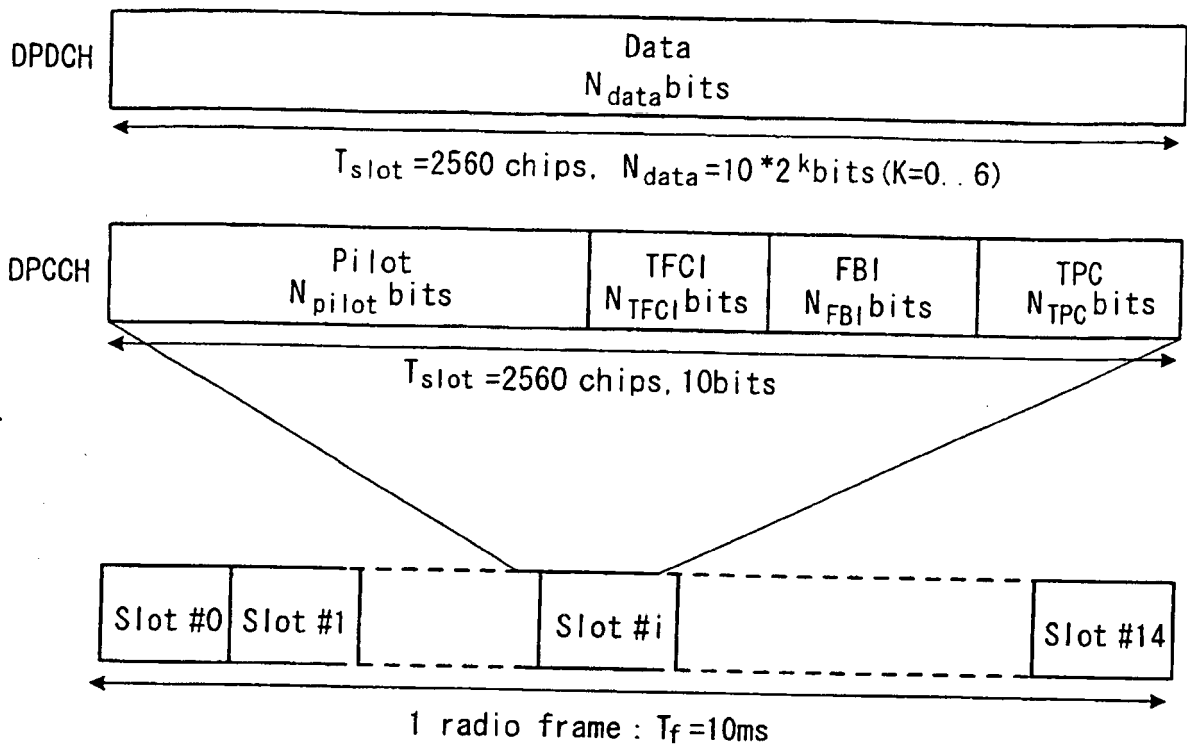 DPDCH
Data
N_data bits
T_slot =2560 chips, N_data =10*2^k bits (K=0..6)
DPCCH
Pilot
N_pilot bits
TFCI
N_TFCI bits
FBI
N_FBI bits
TPC
N_TPC bits
T_slot =2560 chips, 10bits
Slot #0
Slot #1
Slot #i
Slot #14
1 radio frame : T_f =10ms